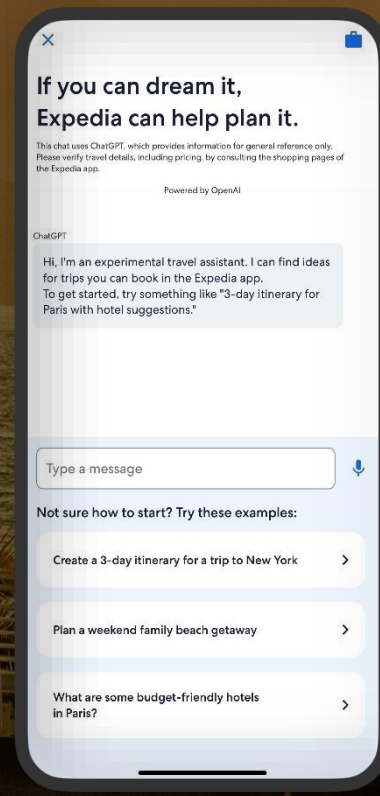 If you can dream it,
Expedia can help plan it.
This chat uses ChatGPT, which provides information for general reference only.
Please verify travel details, including pricing, by consulting the shopping pages of
the Expedia app.
Powered by OpenAI
ChatGPT
Hi, I'm an experimental travel assistant. I can find ideas
for trips you can book in the Expedia app.
To get started, try something like "3-day itinerary for
Paris with hotel suggestions."
Type a message
Not sure how to start? Try these examples:
Create a 3-day itinerary for a trip to New York
Plan a weekend family beach getaway
What are some budget-friendly hotels
in Paris?